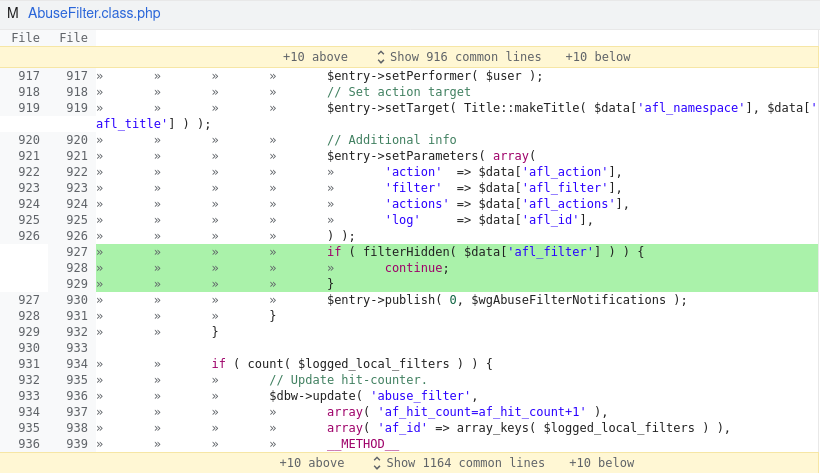 M AbuseFilter.class.php
File File
+10 above Show 916 common lines +10 below
917 917 » » » » $entry->setPerformer( $user );
918 918 » » » » // Set action target
919 919 » » » » $entry->setTarget( Title::makeTitle( $data['afl_namespace'], $data['
afl_title'] ) );
920 920 » » » » // Additional info
921 921 » » » » $entry->setParameters( array(
922 922 » » » » » 'action' => $data['afl_action'],
923 923 » » » » » 'filter' => $data['afl_filter'],
924 924 » » » » » 'actions' => $data['afl_actions'],
925 925 » » » » » 'log' => $data['afl_id'],
926 926 » » » » ) );
927 » » » » if ( filterHidden( $data['afl_filter'] ) ) {
928 » » » » » continue;
929 » » » » }
927 930 » » » » $entry->publish( 0, $wgAbuseFilterNotifications );
928 931 » » » }
929 932 » » }
930 933
931 934 » » if ( count( $logged_local_filters ) ) {
932 935 » » » // Update hit-counter.
933 936 » » » $dbw->update( 'abuse_filter',
934 937 » » » » array( 'af_hit_count=af_hit_count+1' ),
935 938 » » » » array( 'af_id' => array_keys( $logged_local_filters ) ),
936 939 » » » » __METHOD__
+10 above Show 1164 common lines +10 below